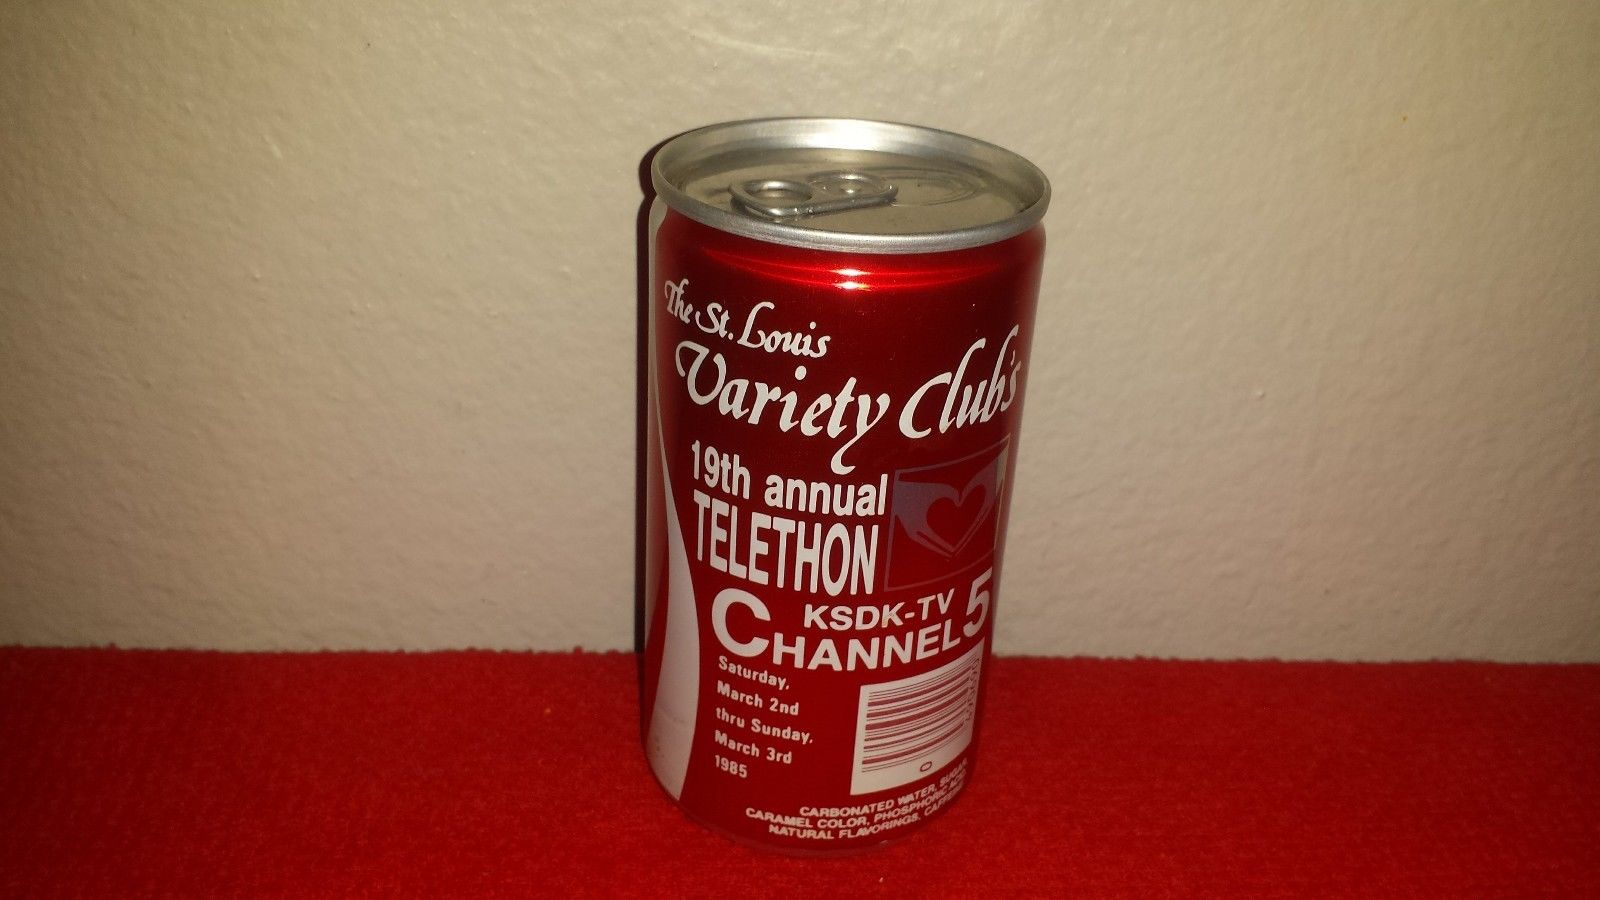 The St. Louis
Variety Club's
19th annual
TELETHON
KSDK-TV
CHANNEL 5
Saturday,
March 2nd
thru Sunday,
March 3rd
1985
0
CARBONATED WATER, SUGAR,
CARAMEL COLOR, PHOSPHORIC ACID,
NATURAL FLAVORINGS, CAFFEINE